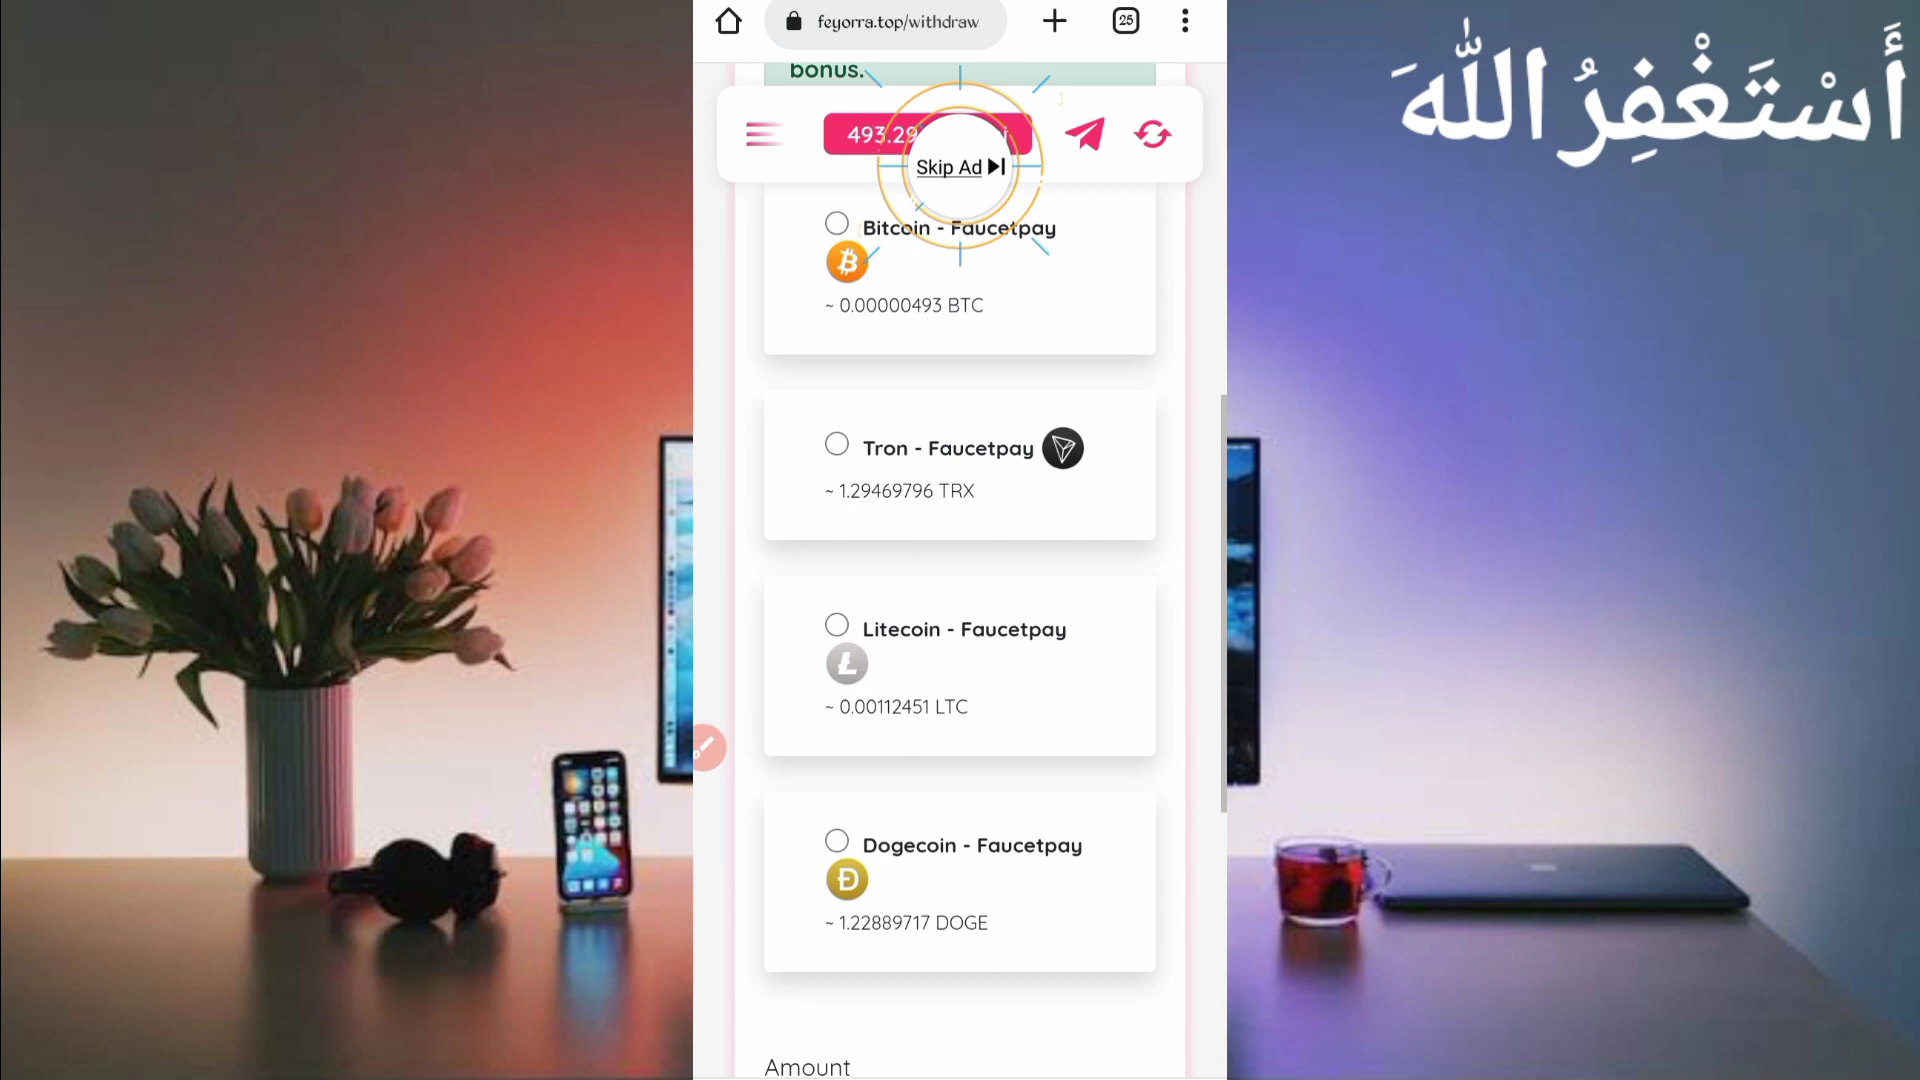 feyorra.top/withdraw
25
bonus.
493.29
Skip Ad
Bitcoin - Faucetpay
~ 0.00000493 BTC
Tron - Faucetpay
~ 1.29469796 TRX
Litecoin - Faucetpay
~ 0.00112451 LTC
Dogecoin - Faucetpay
~ 1.22889717 DOGE
Amount
أَسْتَغْفِرُ اللّٰهَ